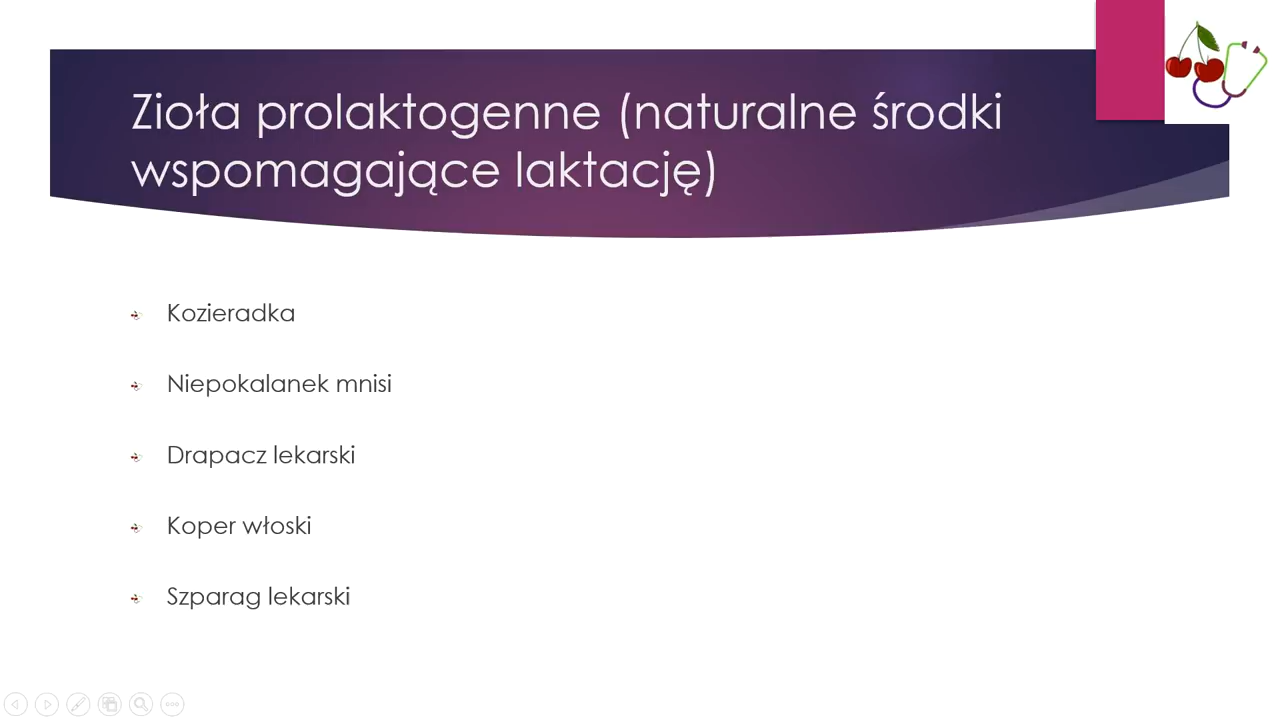 Zioła prolaktogenne (naturalne środki
wspomagające laktację)
Kozieradka
Niepokalanek mnisi
Drapacz lekarski
Koper włoski
Szparag lekarski